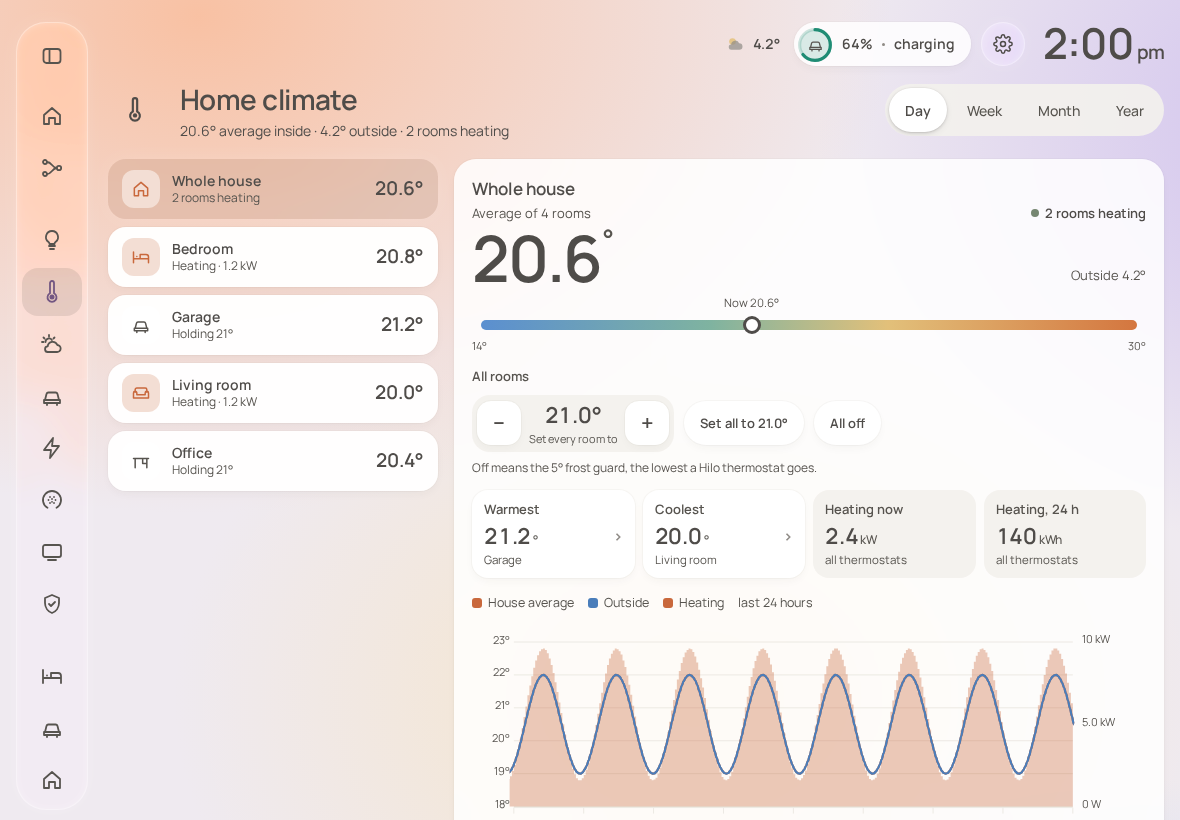 4.2°
64% · charging
2:00 pm
Home climate
20.6° average inside · 4.2° outside · 2 rooms heating
Day Week Month Year
Whole house
2 rooms heating
20.6°
Bedroom
Heating · 1.2 kW
20.8°
Garage
Holding 21°
21.2°
Living room
Heating · 1.2 kW
20.0°
Office
Holding 21°
20.4°
Whole house
Average of 4 rooms
2 rooms heating
20.6°
Outside 4.2°
Now 20.6°
14° 30°
All rooms
− 21.0° +
Set every room to
Set all to 21.0°
All off
Off means the 5° frost guard, the lowest a Hilo thermostat goes.
Warmest
21.2°
Garage
Coolest
20.0°
Living room
Heating now
2.4 kW
all thermostats
Heating, 24 h
140 kWh
all thermostats
House average Outside Heating last 24 hours
23° 10 kW
22°
21° 5.0 kW
20°
19°
18° 0 W